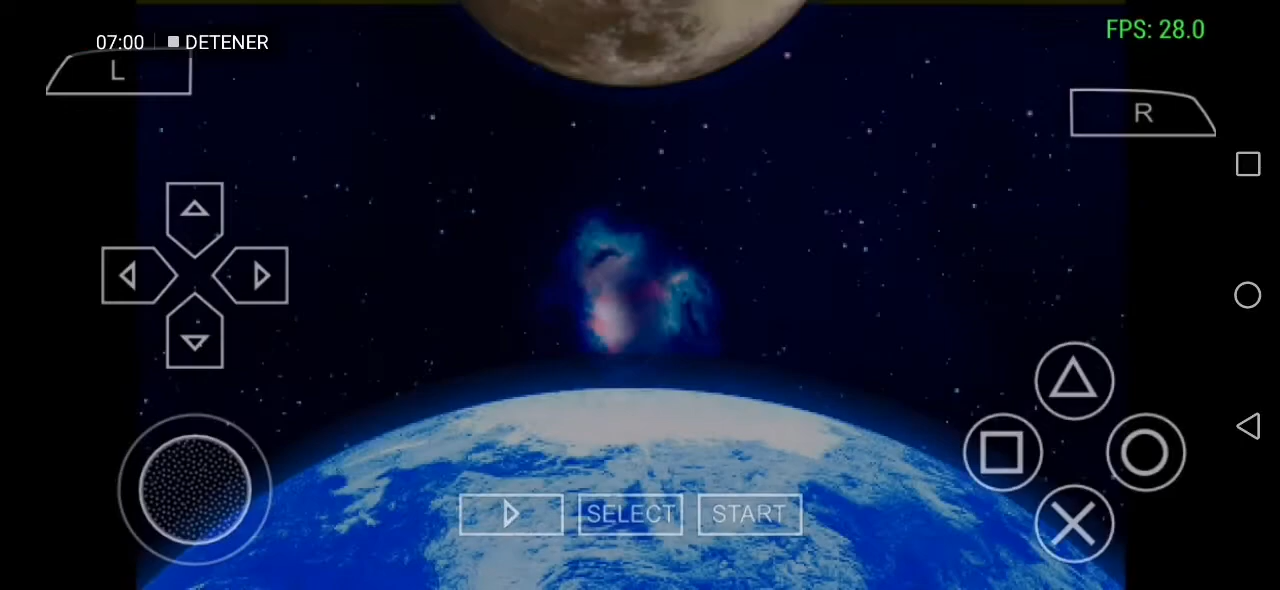 FPS: 28.0
07:00 DETENER
L
R
SELECT START